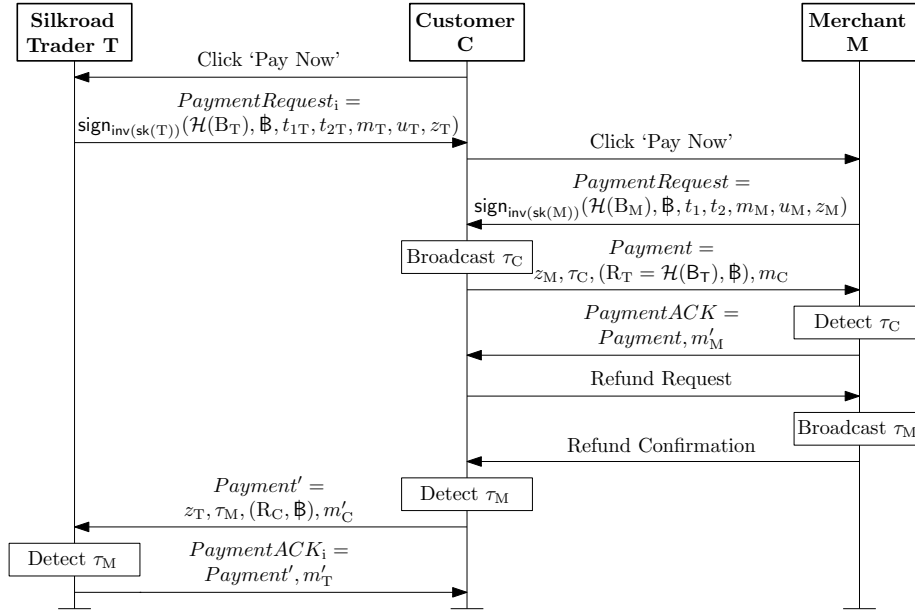 Silkroad
Trader T
Customer
C
Merchant
M
Click ‘Pay Now’
PaymentRequestᵢ =
sign_inv(sk(T))(ℋ(B_T), ฿, t_1T, t_2T, m_T, u_T, z_T)
Click ‘Pay Now’
PaymentRequest =
sign_inv(sk(M))(ℋ(B_M), ฿, t_1, t_2, m_M, u_M, z_M)
Broadcast τ_C
Payment =
z_M, τ_C, (R_T = ℋ(B_T), ฿), m_C
Detect τ_C
PaymentACK =
Payment, m′_M
Refund Request
Broadcast τ_M
Refund Confirmation
Detect τ_M
Payment′ =
z_T, τ_M, (R_C, ฿), m′_C
Detect τ_M
PaymentACKᵢ =
Payment′, m′_T